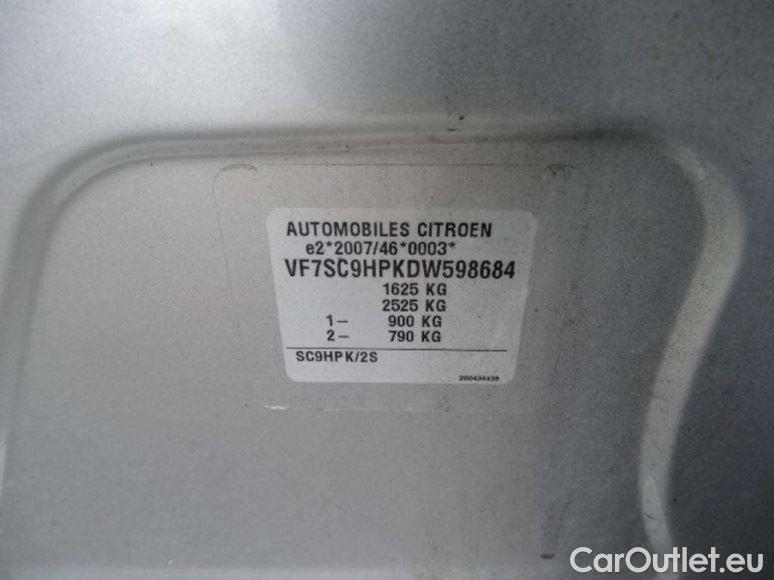 AUTOMOBILES CITROEN
e2*2007/46*0003*
VF7SC9HPKDW598684
1625 KG
2525 KG
1- 900 KG
2- 790 KG
SC9HPK/2S
200434435
CarOutlet.eu